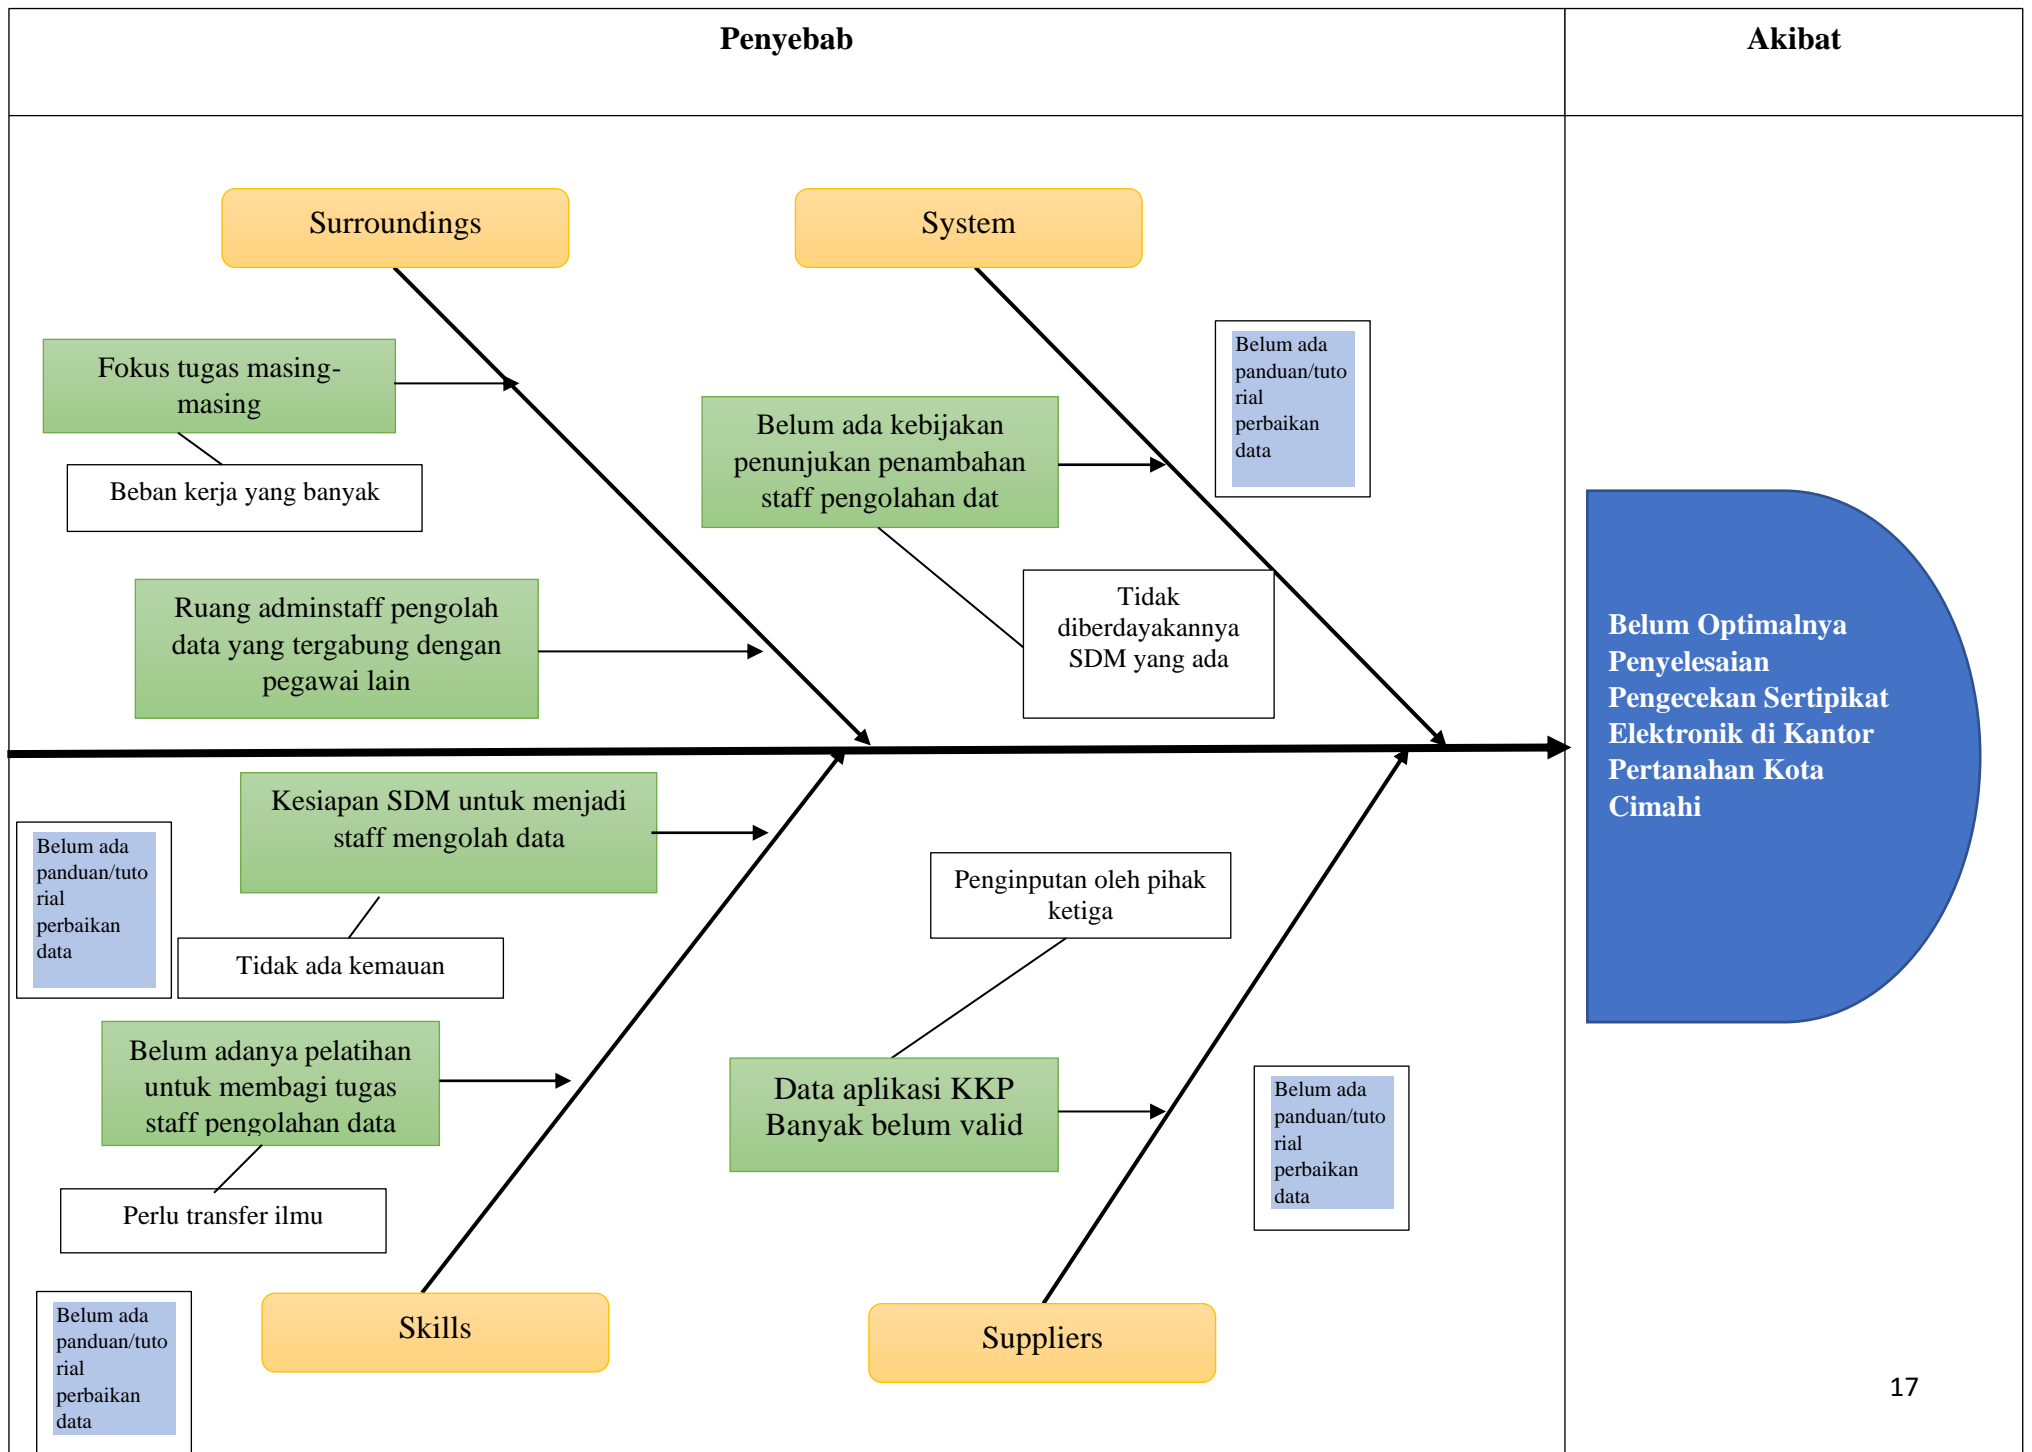 Penyebab
Akibat
Surroundings
System
Fokus tugas masing-
masing
Beban kerja yang banyak
Ruang adminstaff pengolah
data yang tergabung dengan
pegawai lain
Belum ada kebijakan
penunjukan penambahan
staff pengolahan dat
Tidak
diberdayakannya
SDM yang ada
Belum ada
panduan/tuto
rial
perbaikan
data
Belum Optimalnya
Penyelesaian
Pengecekan Sertipikat
Elektronik di Kantor
Pertanahan Kota
Cimahi
Kesiapan SDM untuk menjadi
staff mengolah data
Belum ada
panduan/tuto
rial
perbaikan
data
Tidak ada kemauan
Belum adanya pelatihan
untuk membagi tugas
staff pengolahan data
Perlu transfer ilmu
Belum ada
panduan/tuto
rial
perbaikan
data
Skills
Penginputan oleh pihak
ketiga
Data aplikasi KKP
Banyak belum valid
Belum ada
panduan/tuto
rial
perbaikan
data
Suppliers
17